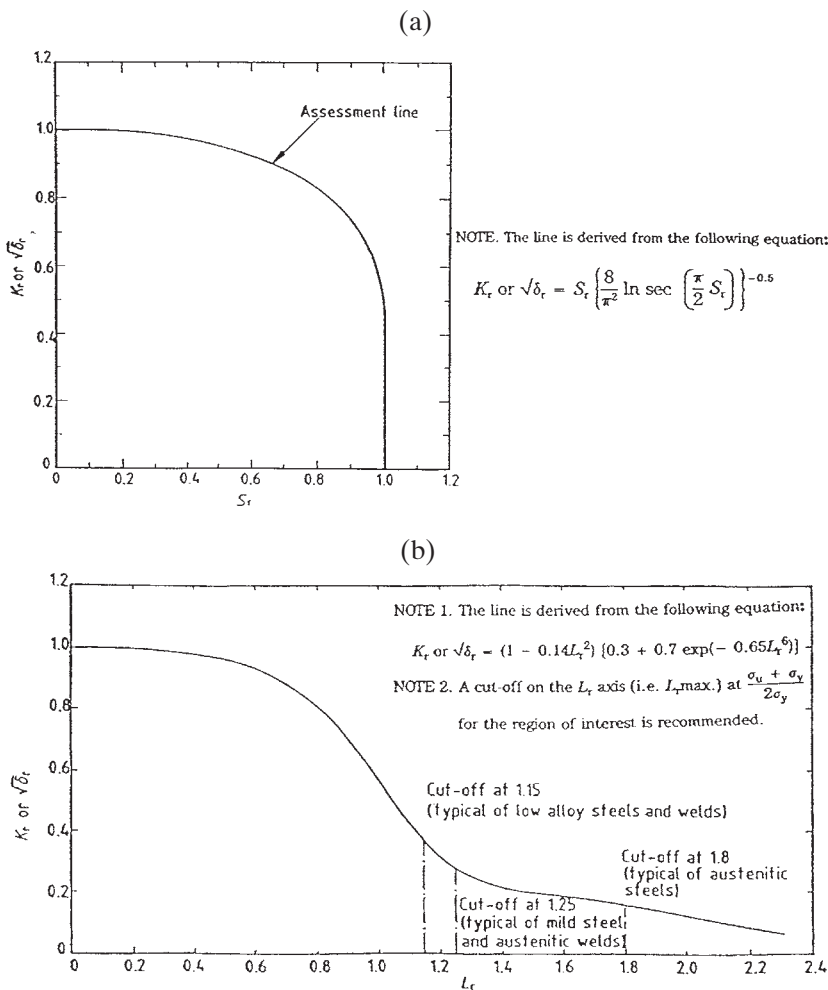 (a)
1.2
1.0
0.8
0.6
0.4
0.2
0
Kr or √δr,
Assessment line
0 0.2 0.4 0.6 0.8 1.0 1.2
Sr
NOTE. The line is derived from the following equation:
Kr or √δr = Sr {8/π² ln sec (π/2 Sr)}^-0.5
(b)
1.2
1.0
0.8
0.6
0.4
0.2
0
Kr or √δr
NOTE 1. The line is derived from the following equation:
Kr or √δr = (1 − 0.14Lr²) {0.3 + 0.7 exp(− 0.65Lr⁶)]
NOTE 2. A cut-off on the Lr axis (i.e. Lrmax.) at σu + σy / 2σy
for the region of interest is recommended.
Cut-off at 1.15
(typical of low alloy steels and welds)
Cut-off at 1.8
(typical of austenitic
steels)
Cut-off at 1.25
(typical of mild steel
and austenitic welds)
0 0.2 0.4 0.6 0.8 1.0 1.2 1.4 1.6 1.8 2.0 2.2 2.4
Lr